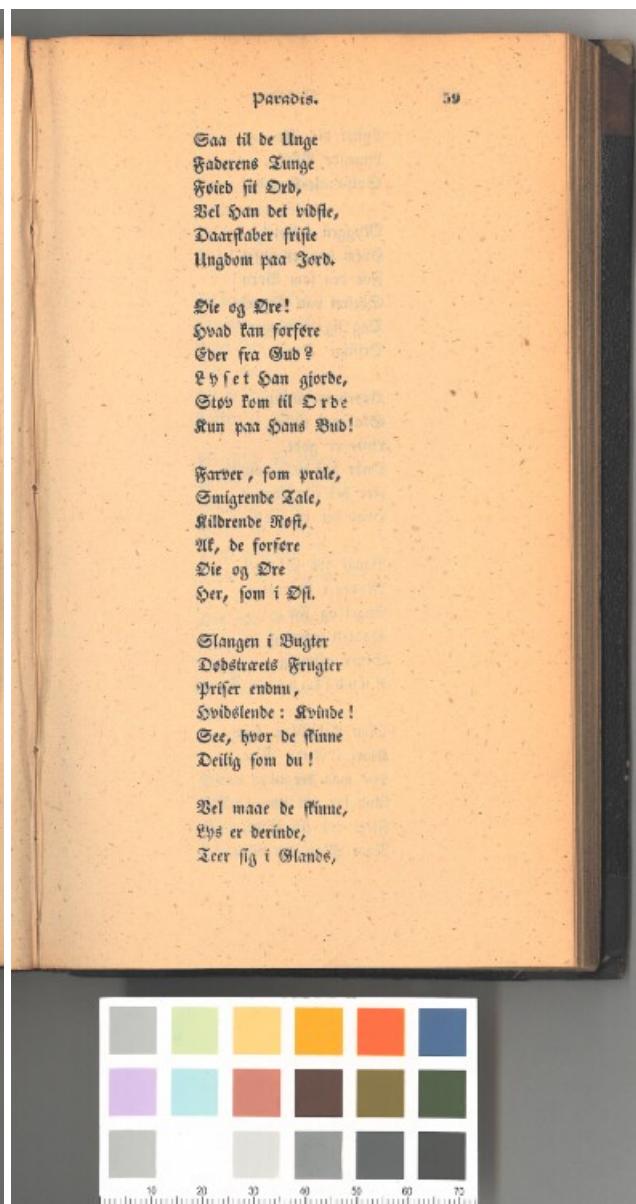 Paradis. 59
Saa til de Unge
Faderens Tunge
Føied sit Ord,
Vel Han det vidste,
Daarskaber friste
Ungdom paa Jord.
Øie og Øre!
Hvad kan forføre
Eder fra Gud?
Lyset Han gjorde,
Støv kom til Orde
Kun paa Hans Bud!
Farver, som prale,
Smigrende Tale,
Kildrende Røst,
Ak, de forføre
Øie og Øre
Her, som i Øst.
Slangen i Bugter
Dødstræets Frugter
Priser endnu,
Hvidslende: Kvinde!
See, hvor de skinne
Deilig som du!
Vel maae de skinne,
Lys er derinde,
Teer sig i Glands,
10 20 30 40 50 60 70